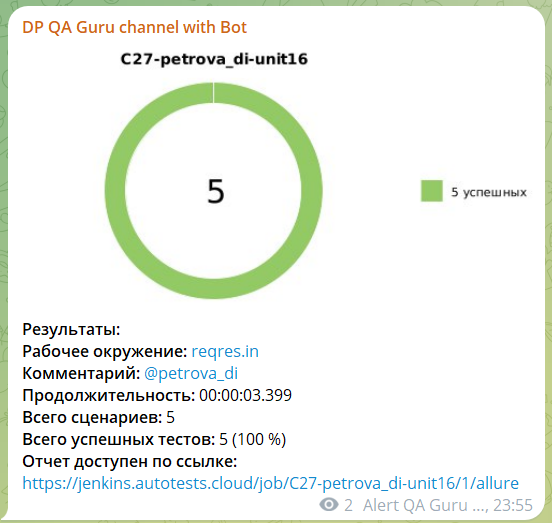 DP QA Guru channel with Bot
C27-petrova_di-unit16
5
5 успешных
Результаты:
Рабочее окружение: reqres.in
Комментарий: @petrova_di
Продолжительность: 00:00:03.399
Всего сценариев: 5
Всего успешных тестов: 5 (100 %)
Отчет доступен по ссылке:
https://jenkins.autotests.cloud/job/C27-petrova_di-unit16/1/allure
2 Alert QA Guru ..., 23:55